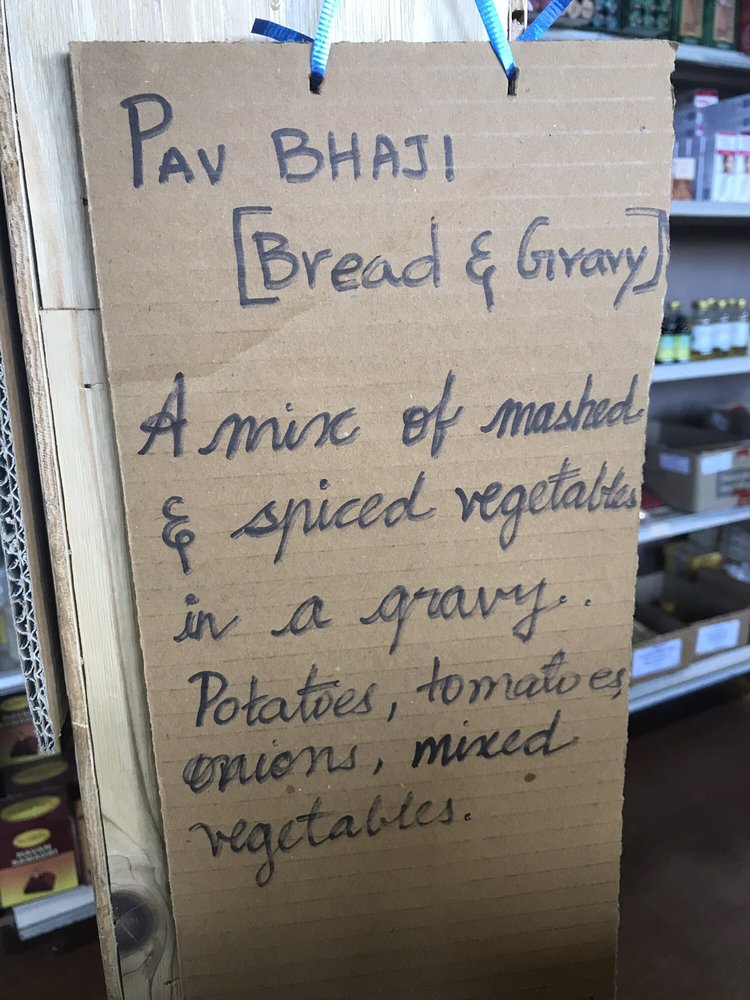 PAV BHAJI
[Bread & Gravy]
A mix of mashed
& spiced vegetables
in a gravy..
Potatoes, tomatoes,
onions, mixed
vegetables.